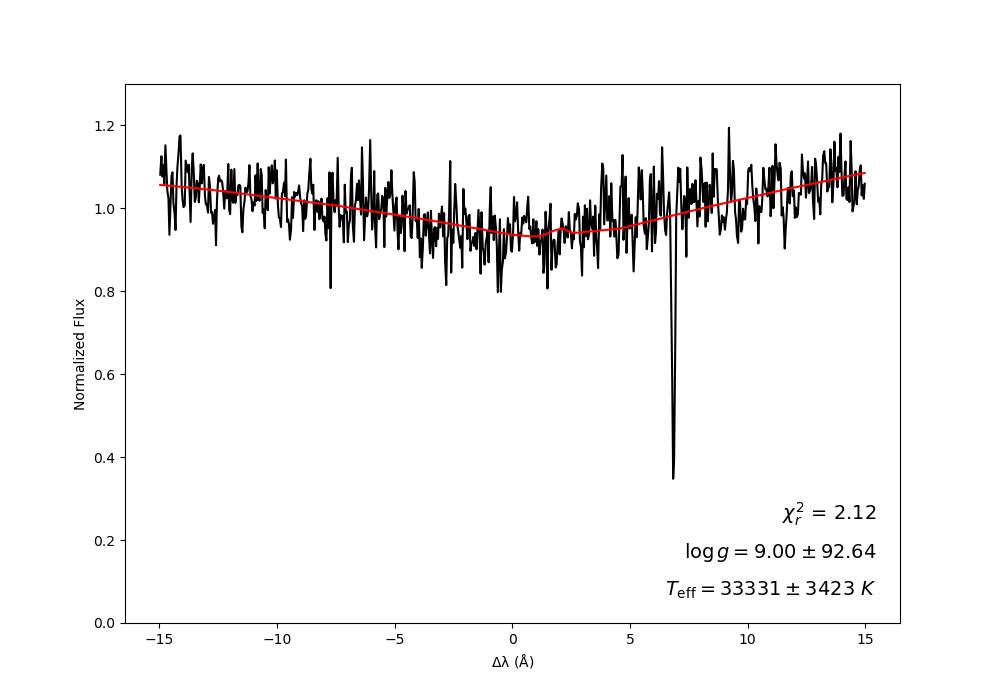 1.2
1.0
0.8
0.6
0.4
0.2
0.0
Normalized Flux
χ²ᵣ = 2.12
log g = 9.00 ± 92.64
T_eff = 33331 ± 3423 K
−15 −10 −5 0 5 10 15
Δλ (Å)